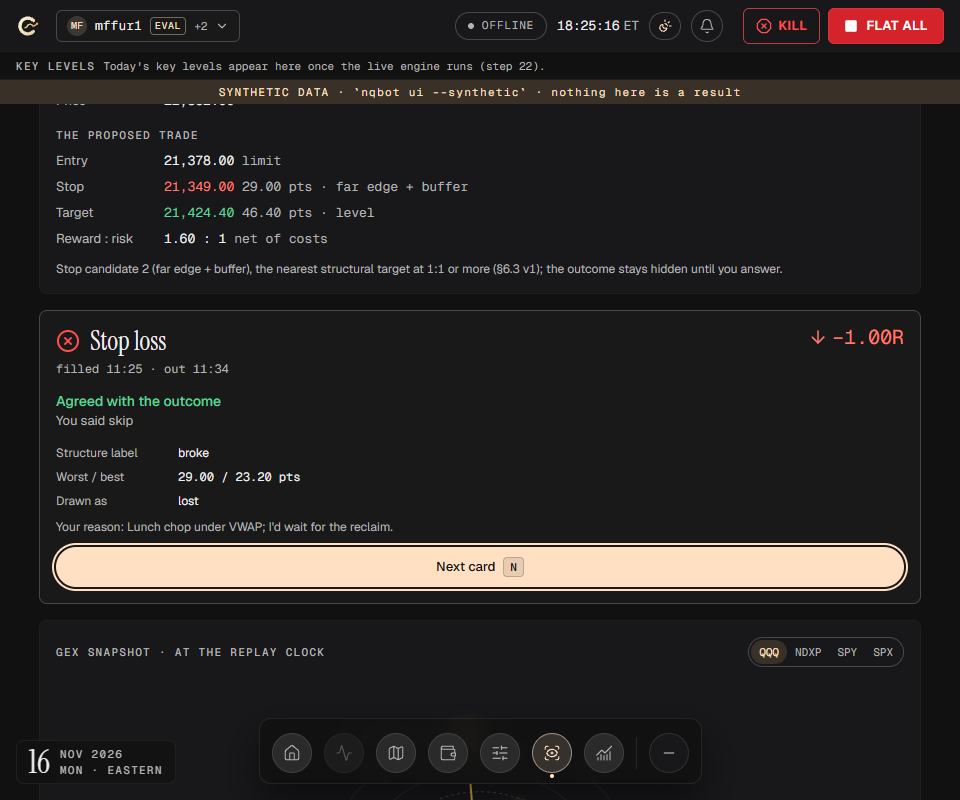 MF mffur1 EVAL +2
OFFLINE
18:25:16 ET
KILL
FLAT ALL
KEY LEVELS Today's key levels appear here once the live engine runs (step 22).
SYNTHETIC DATA · `nqbot ui --synthetic` · nothing here is a result
THE PROPOSED TRADE
Entry 21,378.00 limit
Stop 21,349.00 29.00 pts · far edge + buffer
Target 21,424.40 46.40 pts · level
Reward : risk 1.60 : 1 net of costs
Stop candidate 2 (far edge + buffer), the nearest structural target at 1:1 or more (§6.3 v1); the outcome stays hidden until you answer.
Stop loss
−1.00R
filled 11:25 · out 11:34
Agreed with the outcome
You said skip
Structure label broke
Worst / best 29.00 / 23.20 pts
Drawn as lost
Your reason: Lunch chop under VWAP; I'd wait for the reclaim.
Next card N
GEX SNAPSHOT · AT THE REPLAY CLOCK
QQQ NDXP SPY SPX
16 NOV 2026
MON · EASTERN